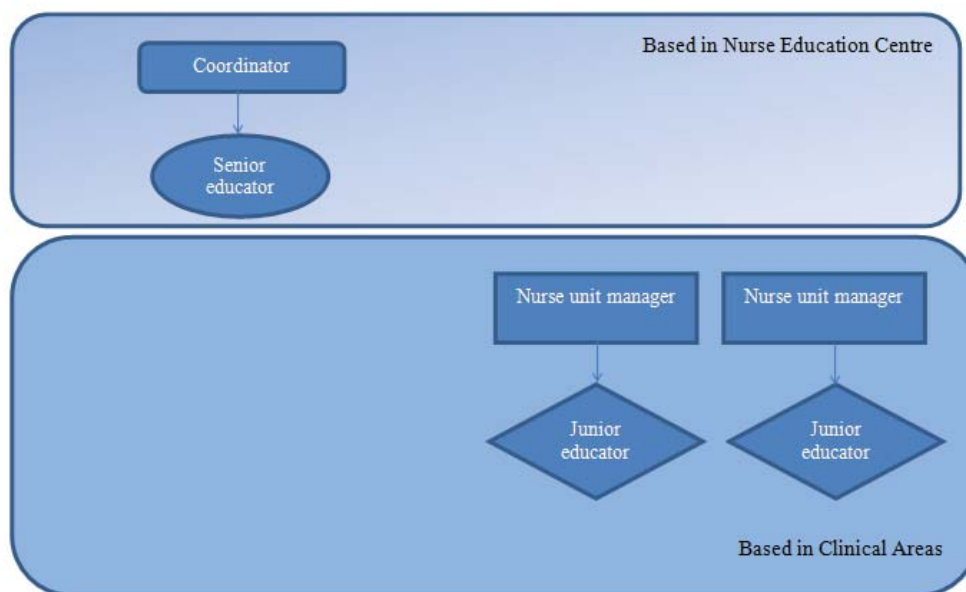 Based in Nurse Education Centre
Coordinator
Senior
educator
Nurse unit manager
Nurse unit manager
Junior
educator
Junior
educator
Based in Clinical Areas